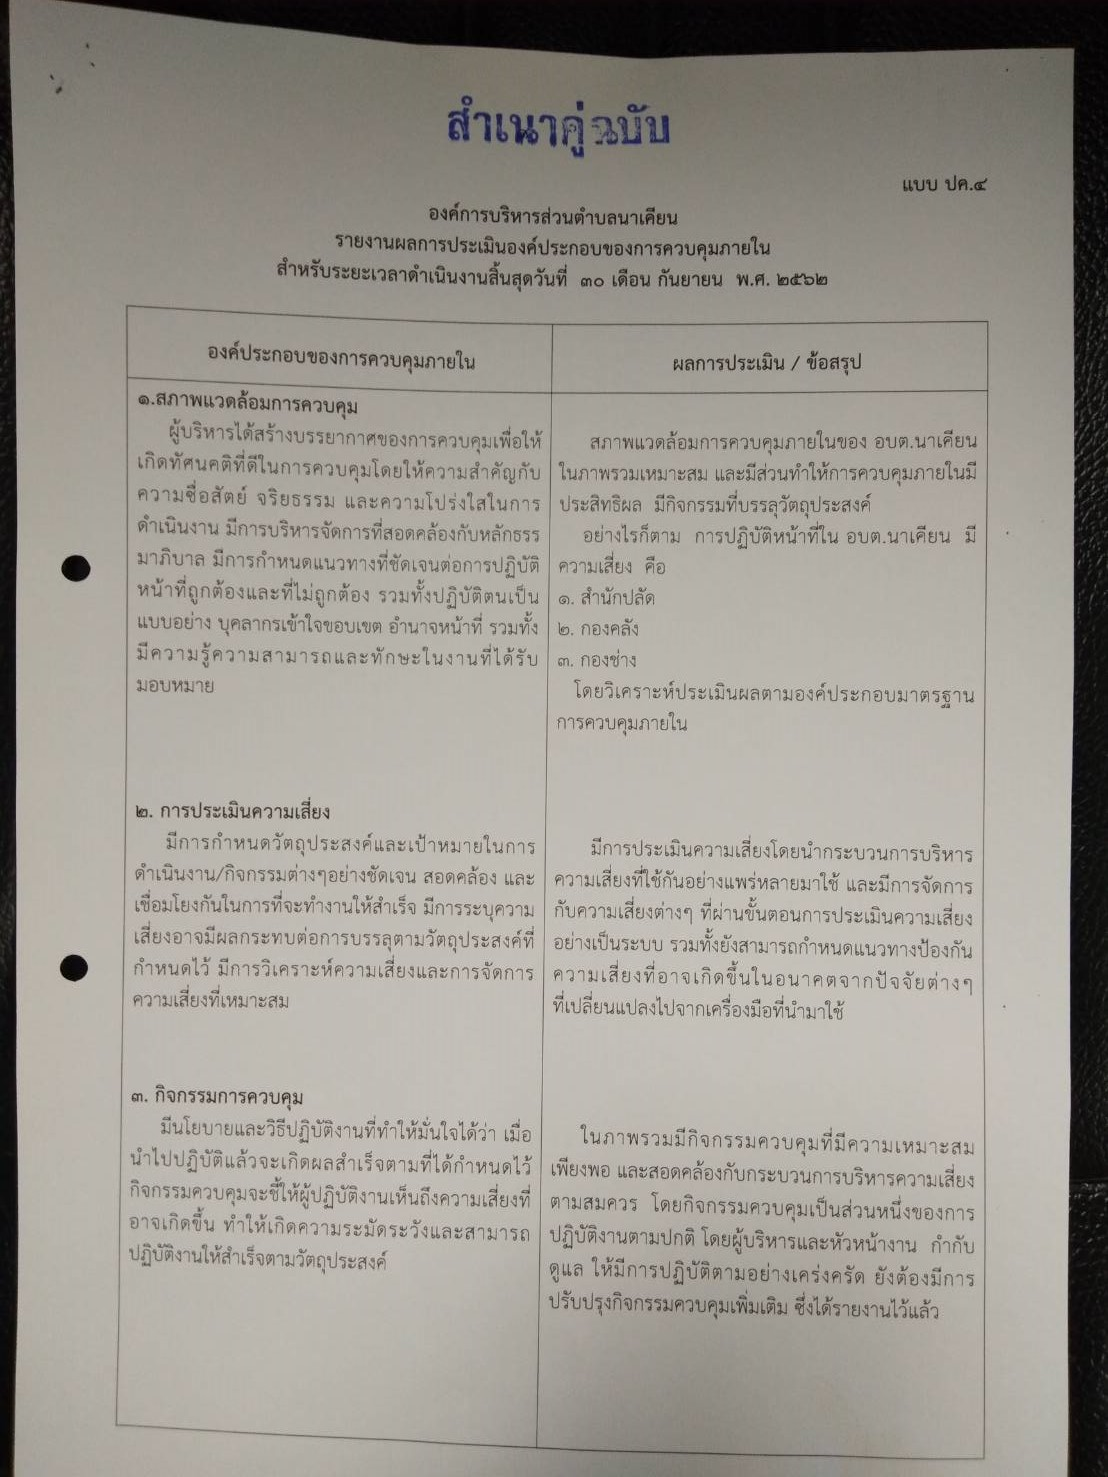 สำเนาคู่ฉบับ
แบบ ปค.๔
องค์การบริหารส่วนตำบลนาเคียน
รายงานผลการประเมินองค์ประกอบของการควบคุมภายใน
สำหรับระยะเวลาดำเนินงานสิ้นสุดวันที่ ๓๐ เดือน กันยายน พ.ศ. ๒๕๖๒
องค์ประกอบของการควบคุมภายใน
ผลการประเมิน / ข้อสรุป
๑.สภาพแวดล้อมการควบคุม
ผู้บริหารได้สร้างบรรยากาศของการควบคุมเพื่อให้
เกิดทัศนคติที่ดีในการควบคุมโดยให้ความสำคัญกับ
ความซื่อสัตย์ จริยธรรม และความโปร่งใสในการ
ดำเนินงาน มีการบริหารจัดการที่สอดคล้องกับหลักธรร
มาภิบาล มีการกำหนดแนวทางที่ชัดเจนต่อการปฏิบัติ
หน้าที่ถูกต้องและที่ไม่ถูกต้อง รวมทั้งปฏิบัติตนเป็น
แบบอย่าง บุคลากรเข้าใจขอบเขต อำนาจหน้าที่ รวมทั้ง
มีความรู้ความสามารถและทักษะในงานที่ได้รับ
มอบหมาย
สภาพแวดล้อมการควบคุมภายในของ อบต.นาเคียน
ในภาพรวมเหมาะสม และมีส่วนทำให้การควบคุมภายในมี
ประสิทธิผล มีกิจกรรมที่บรรลุวัตถุประสงค์
อย่างไรก็ตาม การปฏิบัติหน้าที่ใน อบต.นาเคียน มี
ความเสี่ยง คือ
๑. สำนักปลัด
๒. กองคลัง
๓. กองช่าง
โดยวิเคราะห์ประเมินผลตามองค์ประกอบมาตรฐาน
การควบคุมภายใน
๒. การประเมินความเสี่ยง
มีการกำหนดวัตถุประสงค์และเป้าหมายในการ
ดำเนินงาน/กิจกรรมต่างๆอย่างชัดเจน สอดคล้อง และ
เชื่อมโยงกันในการที่จะทำงานให้สำเร็จ มีการระบุความ
เสี่ยงอาจมีผลกระทบต่อการบรรลุตามวัตถุประสงค์ที่
กำหนดไว้ มีการวิเคราะห์ความเสี่ยงและการจัดการ
ความเสี่ยงที่เหมาะสม
มีการประเมินความเสี่ยงโดยนำกระบวนการบริหาร
ความเสี่ยงที่ใช้กันอย่างแพร่หลายมาใช้ และมีการจัดการ
กับความเสี่ยงต่างๆ ที่ผ่านขั้นตอนการประเมินความเสี่ยง
อย่างเป็นระบบ รวมทั้งยังสามารถกำหนดแนวทางป้องกัน
ความเสี่ยงที่อาจเกิดขึ้นในอนาคตจากปัจจัยต่างๆ
ที่เปลี่ยนแปลงไปจากเครื่องมือที่นำมาใช้
๓. กิจกรรมการควบคุม
มีนโยบายและวิธีปฏิบัติงานที่ทำให้มั่นใจได้ว่า เมื่อ
นำไปปฏิบัติแล้วจะเกิดผลสำเร็จตามที่ได้กำหนดไว้
กิจกรรมควบคุมจะชี้ให้ผู้ปฏิบัติงานเห็นถึงความเสี่ยงที่
อาจเกิดขึ้น ทำให้เกิดความระมัดระวังและสามารถ
ปฏิบัติงานให้สำเร็จตามวัตถุประสงค์
ในภาพรวมมีกิจกรรมควบคุมที่มีความเหมาะสม
เพียงพอ และสอดคล้องกับกระบวนการบริหารความเสี่ยง
ตามสมควร โดยกิจกรรมควบคุมเป็นส่วนหนึ่งของการ
ปฏิบัติงานตามปกติ โดยผู้บริหารและหัวหน้างาน กำกับ
ดูแล ให้มีการปฏิบัติตามอย่างเคร่งครัด ยังต้องมีการ
ปรับปรุงกิจกรรมควบคุมเพิ่มเติม ซึ่งได้รายงานไว้แล้ว